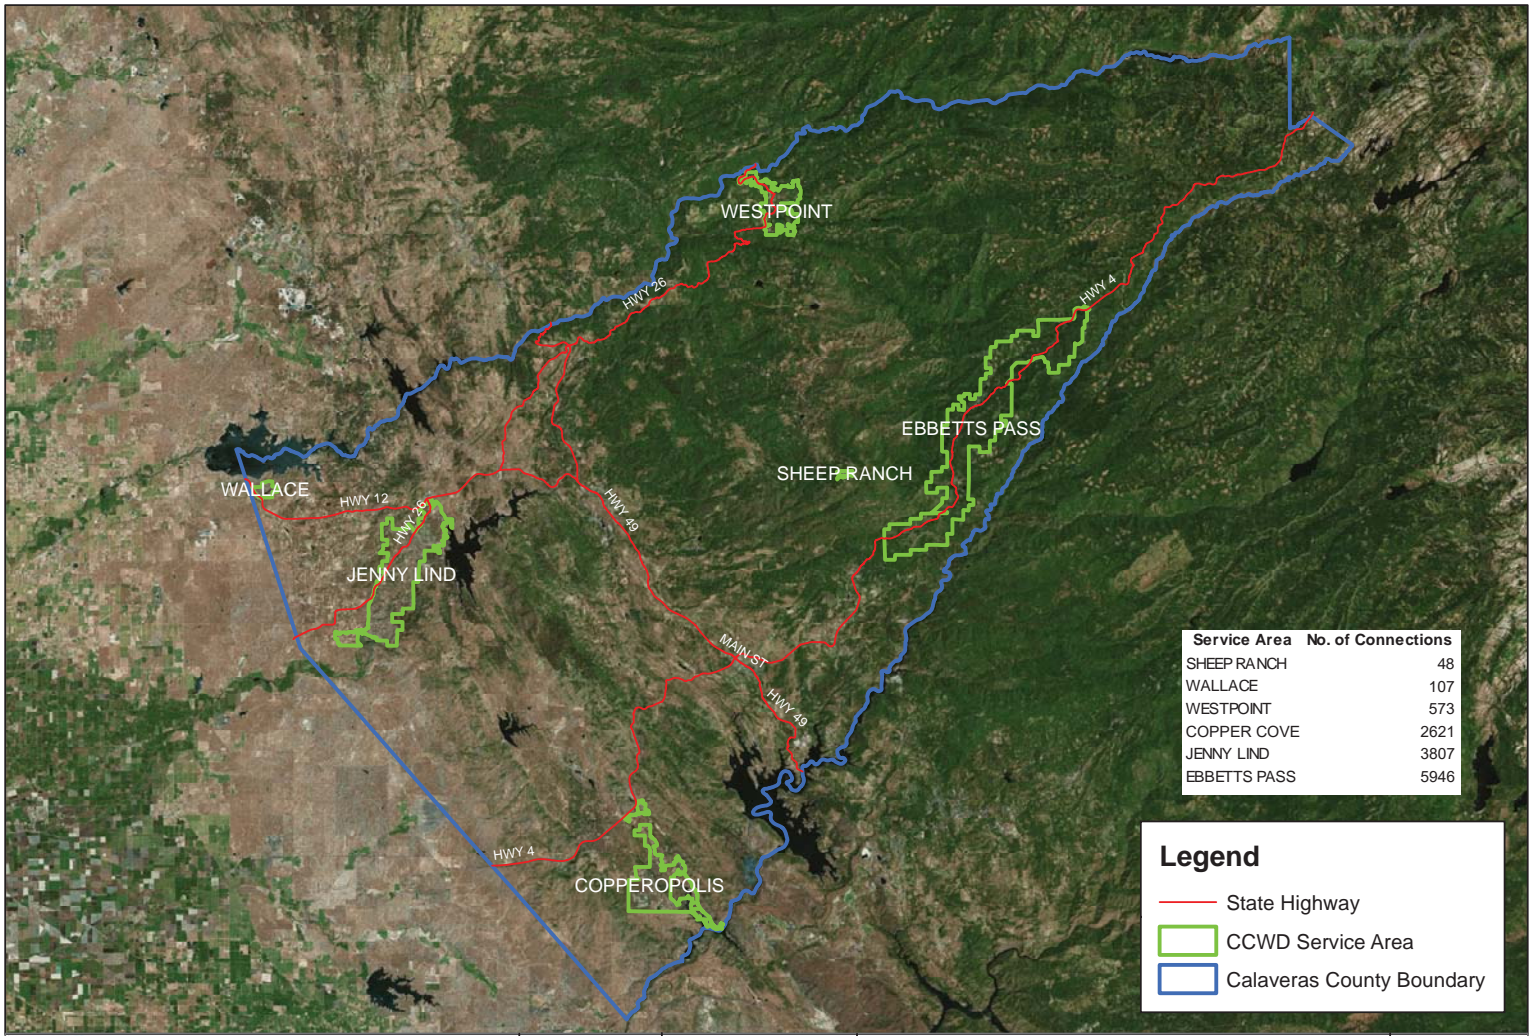 WESTPOINT
HWY 26
HWY 4
EBBETTS PASS
SHEEP RANCH
WALLACE
HWY 12
HWY 26
HWY 49
JENNY LIND
MAIN ST
HWY 49
HWY 4
COPPEROPOLIS
Service Area No. of Connections
SHEEP RANCH 48
WALLACE 107
WESTPOINT 573
COPPER COVE 2621
JENNY LIND 3807
EBBETTS PASS 5946
Legend
State Highway
CCWD Service Area
Calaveras County Boundary